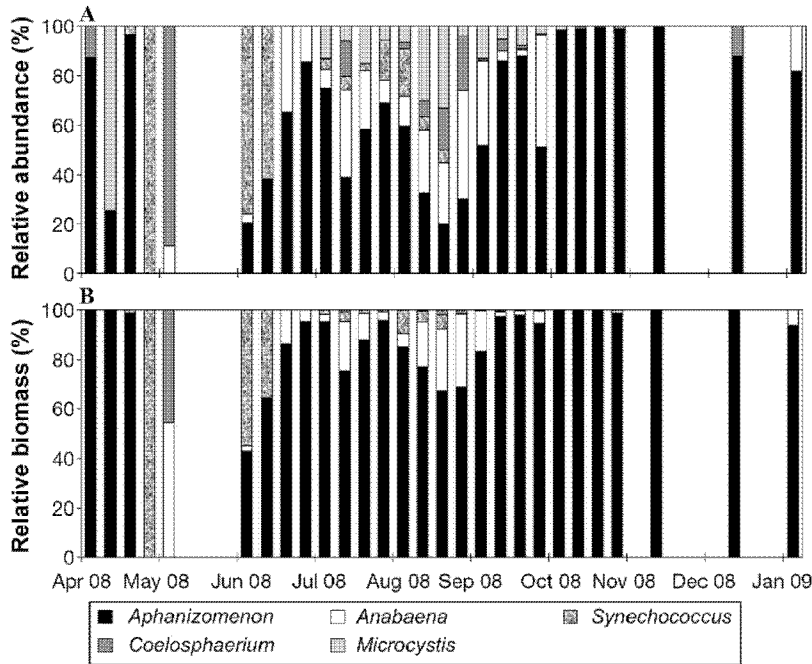 A
Relative abundance (%)
100
80
60
40
20
0
B
Relative biomass (%)
100
80
60
40
20
0
Apr 08 May 08 Jun 08 Jul 08 Aug 08 Sep 08 Oct 08 Nov 08 Dec 08 Jan 09
Aphanizomenon Anabaena Synechococcus
Coelosphaerium Microcystis